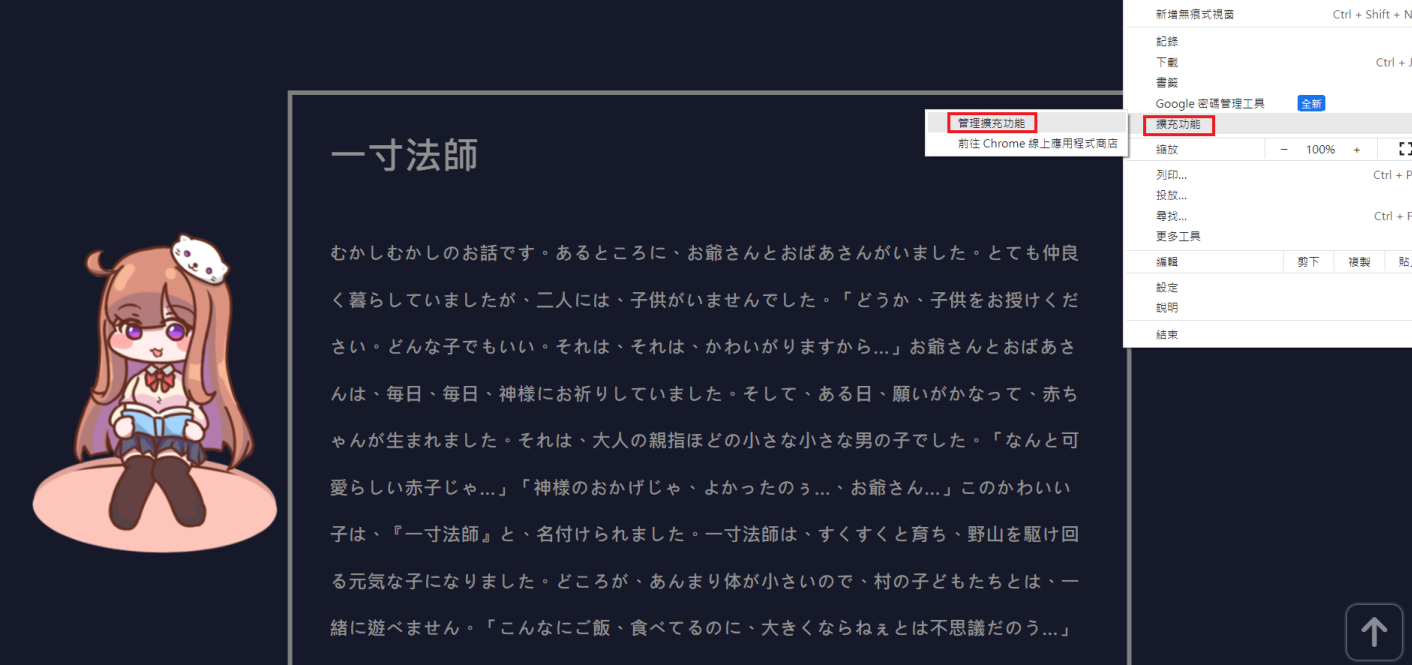 一寸法師
むかしむかしのお話です。あるところに、お爺さんとおばあさんがいました。とても仲良
く暮らしていましたが、二人には、子供がいませんでした。「どうか、子供をお授けくだ
さい。どんな子でもいい。それは、それは、かわいがりますから...」お爺さんとおばあさ
んは、毎日、毎日、神様にお祈りしていました。そして、ある日、願いがかなって、赤ち
ゃんが生まれました。それは、大人の親指ほどの小さな小さな男の子でした。「なんと可
愛らしい赤子じゃ...」「神様のおかげじゃ、よかったのぅ...、お爺さん...」このかわいい
子は、『一寸法師』と、名付けられました。一寸法師は、すくすくと育ち、野山を駆け回
る元気な子になりました。どころが、あんまり体が小さいので、村の子どもたちとは、一
緒に遊べません。「こんなにご飯、食べてるのに、大きくならねぇとは不思議だのう...」
管理擴充功能
前往 Chrome 線上應用程式商店
新增無痕式視窗 Ctrl + Shift + N
記錄
下載 Ctrl + J
書籤
Google 密碼管理工具 全新
擴充功能
縮放 − 100% +
列印... Ctrl + P
投放...
尋找... Ctrl + F
更多工具
編輯 剪下 複製 貼上
設定
說明
結束